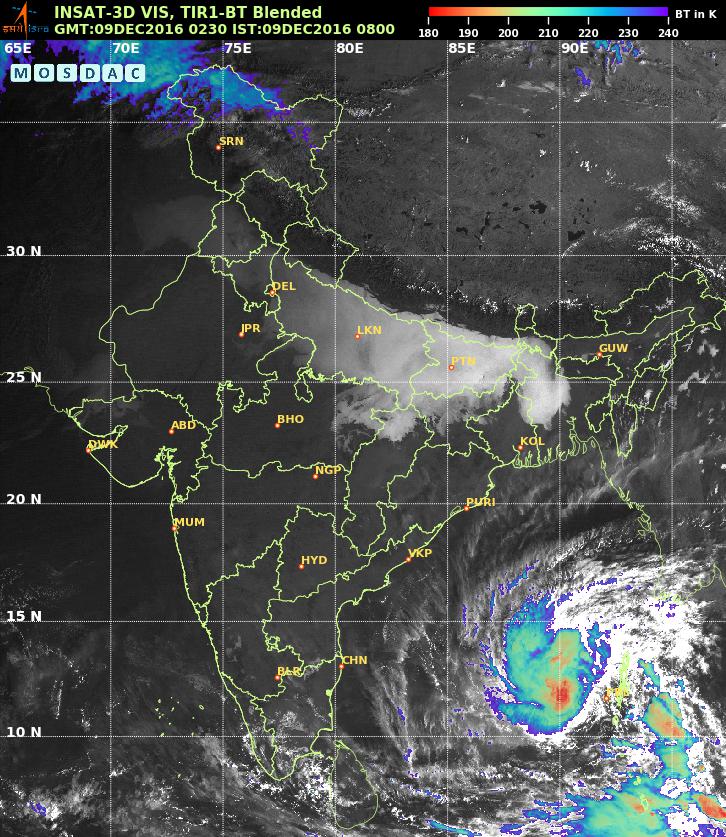 INSAT-3D VIS, TIR1-BT Blended
GMT:09DEC2016 0230 IST:09DEC2016 0800
BT in K
180 190 200 210 220 230 240
65E 70E 75E 80E 85E 90E
MOSDAC
SRN
30 N
DEL
JPR
LKN
GUW
PTN
25 N
ABD
BHO
DWK
KOL
NGP
20 N
PURI
MUM
VKP
HYD
15 N
CHN
BLR
10 N